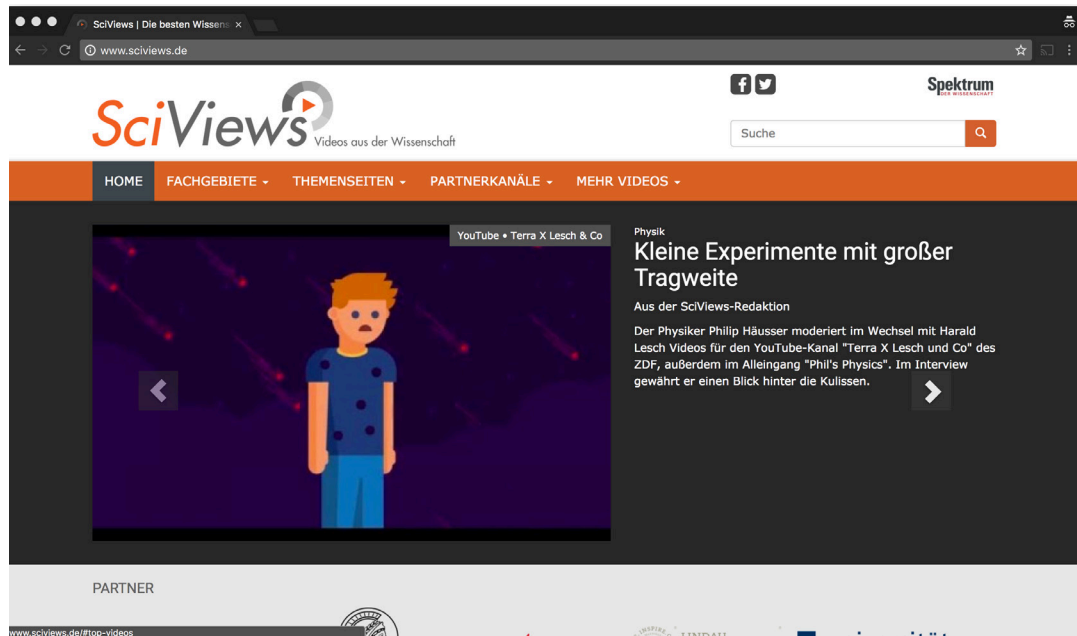 SciViews | Die besten Wissens
www.sciviews.de
SciViews
Videos aus der Wissenschaft
Spektrum
DER WISSENSCHAFT
Suche
HOME FACHGEBIETE THEMENSEITEN PARTNERKANÄLE MEHR VIDEOS
YouTube • Terra X Lesch & Co
Physik
Kleine Experimente mit großer
Tragweite
Aus der SciViews-Redaktion
Der Physiker Philip Häusser moderiert im Wechsel mit Harald
Lesch Videos für den YouTube-Kanal "Terra X Lesch und Co" des
ZDF, außerdem im Alleingang "Phil's Physics". Im Interview
gewährt er einen Blick hinter die Kulissen.
PARTNER
LINDAU
www.sciviews.de/#top-videos